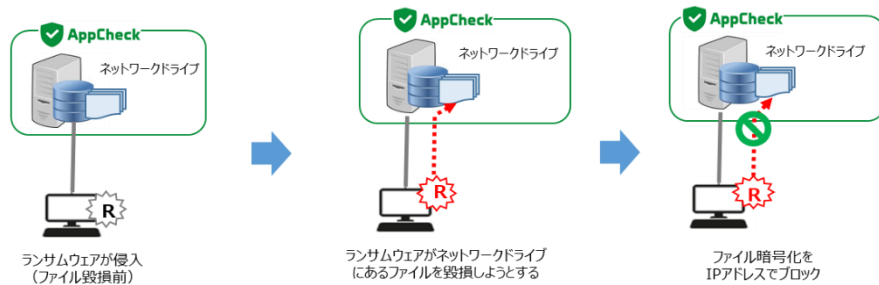 AppCheck
ネットワークドライブ
R
ランサムウェアが侵入
(ファイル毀損前)
AppCheck
ネットワークドライブ
R
ランサムウェアがネットワークドライブ
にあるファイルを毀損しようとする
AppCheck
ネットワークドライブ
R
ファイル暗号化を
IPアドレスでブロック